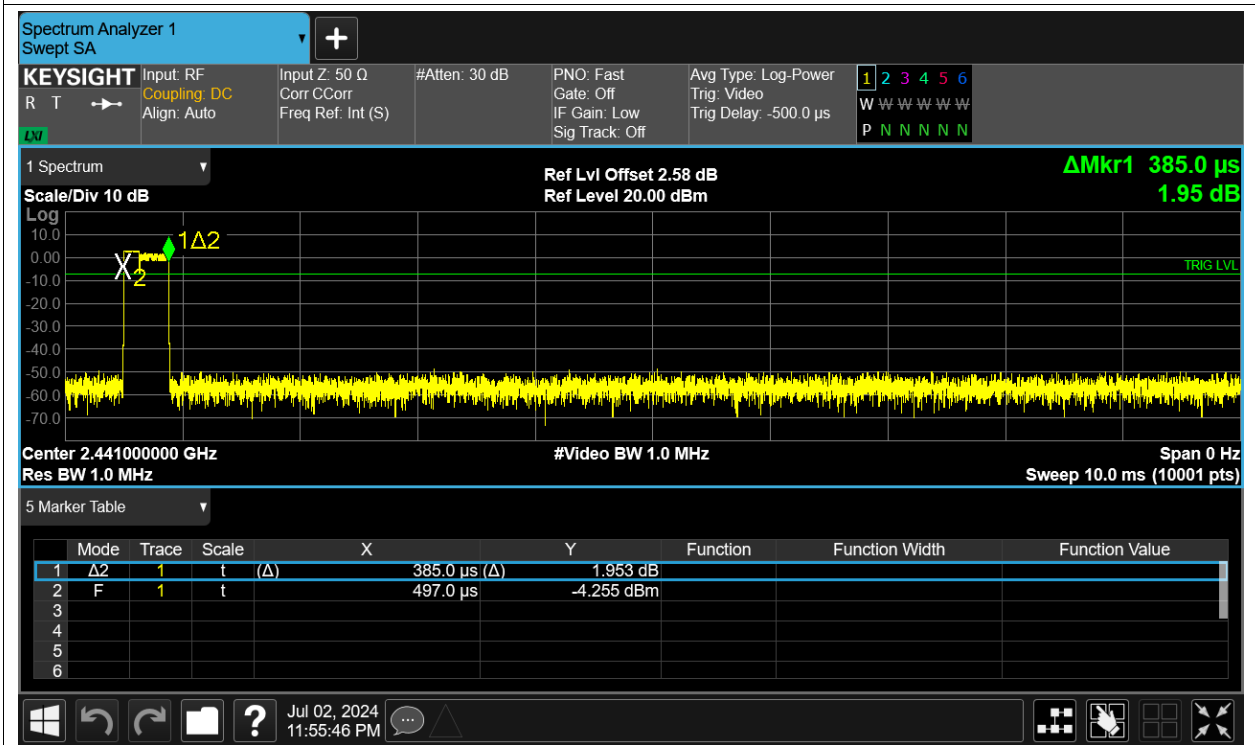 Spectrum Analyzer 1
Swept SA
+
KEYSIGHT Input: RF Input Z: 50 Ω #Atten: 30 dB PNO: Fast Avg Type: Log-Power 1 2 3 4 5 6
R T Coupling: DC Corr CCorr Gate: Off Trig: Video W W W W W W
Align: Auto Freq Ref: Int (S) IF Gain: Low Trig Delay: -500.0 µs
LXI Sig Track: Off P N N N N N
1 Spectrum
Ref Lvl Offset 2.58 dB ΔMkr1 385.0 µs
Scale/Div 10 dB Ref Level 20.00 dBm 1.95 dB
Log
10.0
1Δ2
0.00
X
2
TRIG LVL
-10.0
-20.0
-30.0
-40.0
-50.0
-60.0
-70.0
Center 2.441000000 GHz #Video BW 1.0 MHz Span 0 Hz
Res BW 1.0 MHz Sweep 10.0 ms (10001 pts)
5 Marker Table
Mode Trace Scale X Y Function Function Width Function Value
1 Δ2 1 t (Δ) 385.0 µs (Δ) 1.953 dB
2 F 1 t 497.0 µs -4.255 dBm
3
4
5
6
? Jul 02, 2024
11:55:46 PM